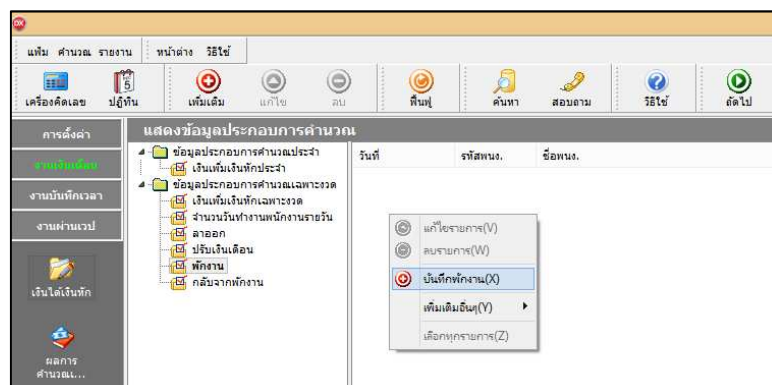 แฟ้ม คำนวณ รายงาน หน้าต่าง วิธีใช้
เครื่องคิดเลข ปฏิทิน เพิ่มเติม แก้ไข ลบ ฟื้นฟู ค้นหา สอบถาม วิธีใช้ ถัดไป
การตั้งค่า
งานเงินเดือน
งานบันทึกเวลา
งานผ่านเวป
เงินได้เงินหัก
ผลการ
คำนวณเ...
แสดงข้อมูลประกอบการคำนวณ
ข้อมูลประกอบการคำนวณประจำ
เงินเพิ่มเงินหักประจำ
ข้อมูลประกอบการคำนวณเฉพาะงวด
เงินเพิ่มเงินหักเฉพาะงวด
จำนวนวันทำงานพนักงานรายวัน
ลาออก
ปรับเงินเดือน
พักงาน
กลับจากพักงาน
วันที่ รหัสพนง. ชื่อพนง.
แก้ไขรายการ(V)
ลบรายการ(W)
บันทึกพักงาน(X)
เพิ่มเติมอื่นๆ(Y)
เลือกทุกรายการ(Z)